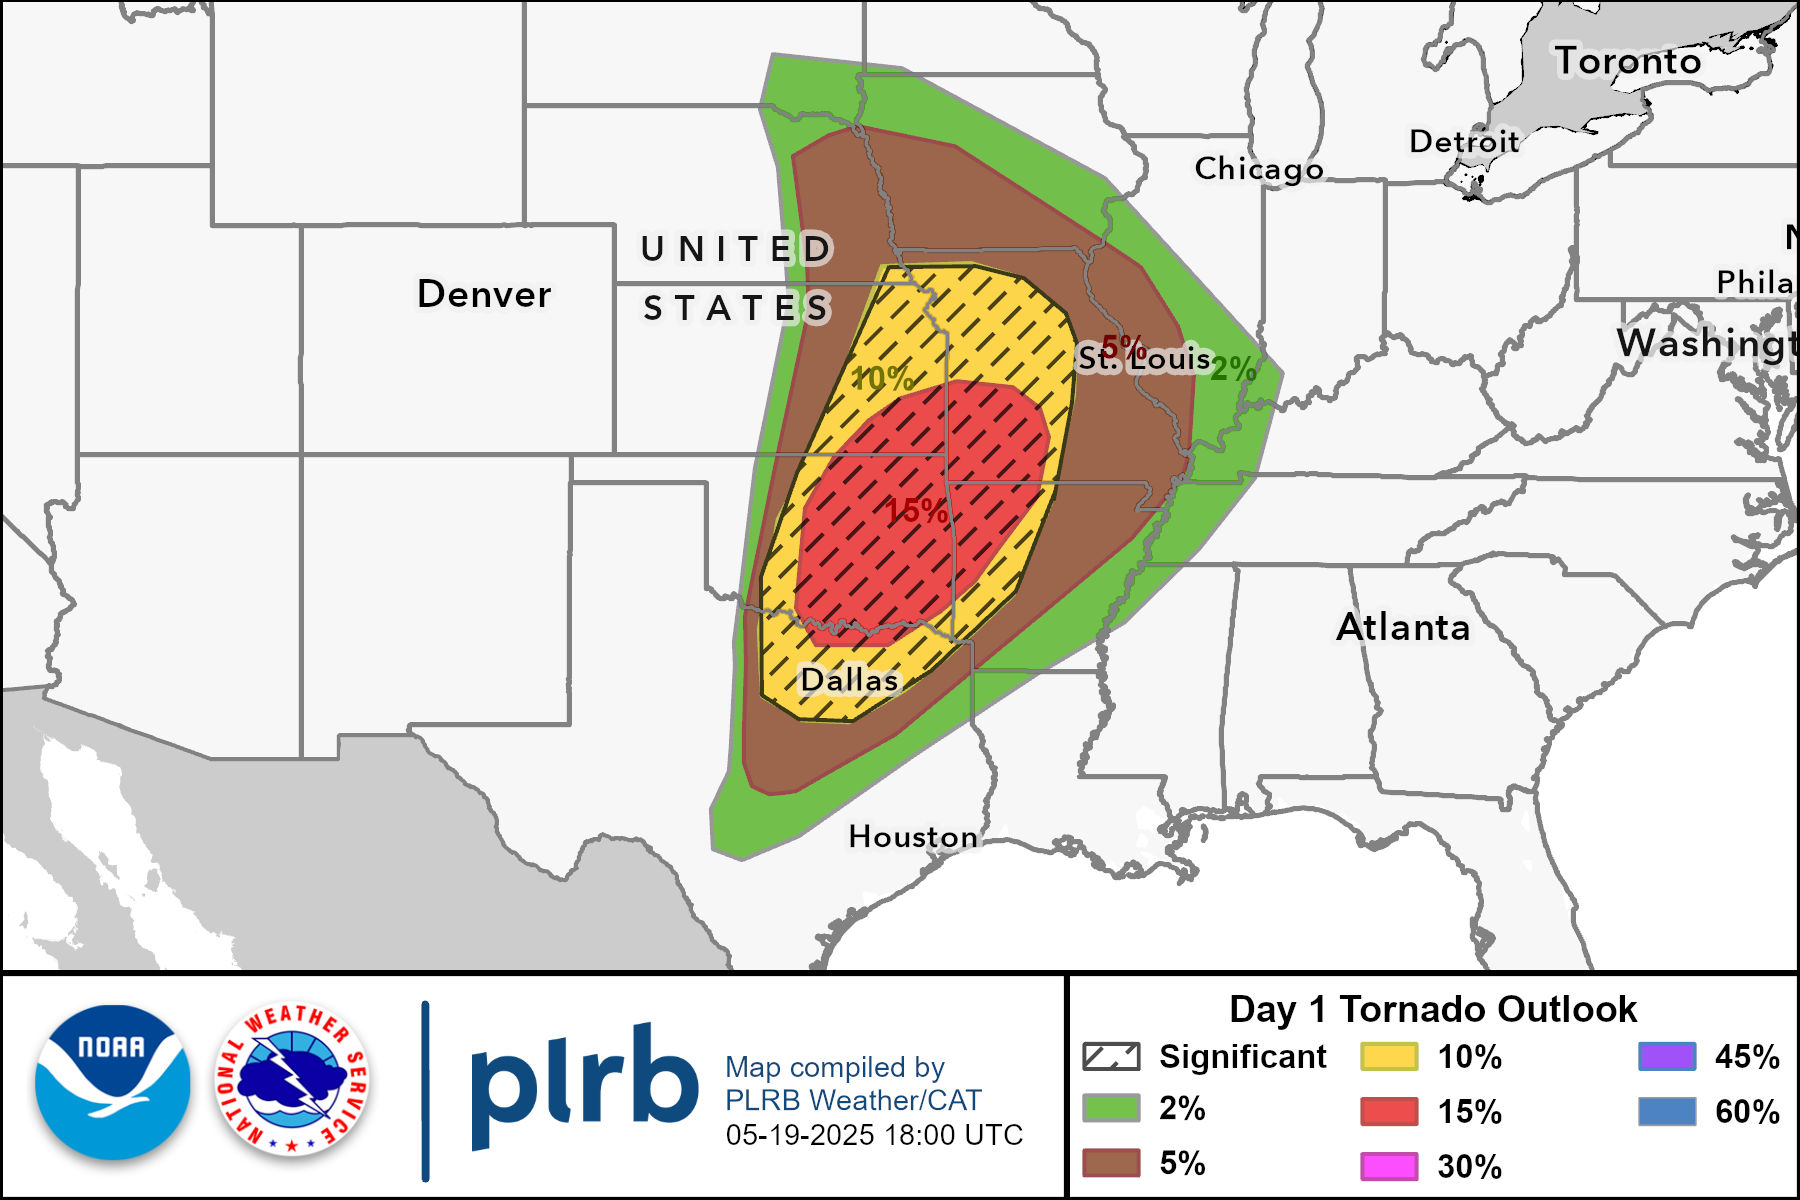 Toronto
Detroit
Chicago
N
UNITED
Phila
Denver
STATES
Washingt
5%
St. Louis
2%
10%
15%
Atlanta
Dallas
Houston
NOAA
NATIONAL WEATHER SERVICE
plrb
Map compiled by
PLRB Weather/CAT
05-19-2025 18:00 UTC
Day 1 Tornado Outlook
Significant
10%
45%
2%
15%
60%
5%
30%